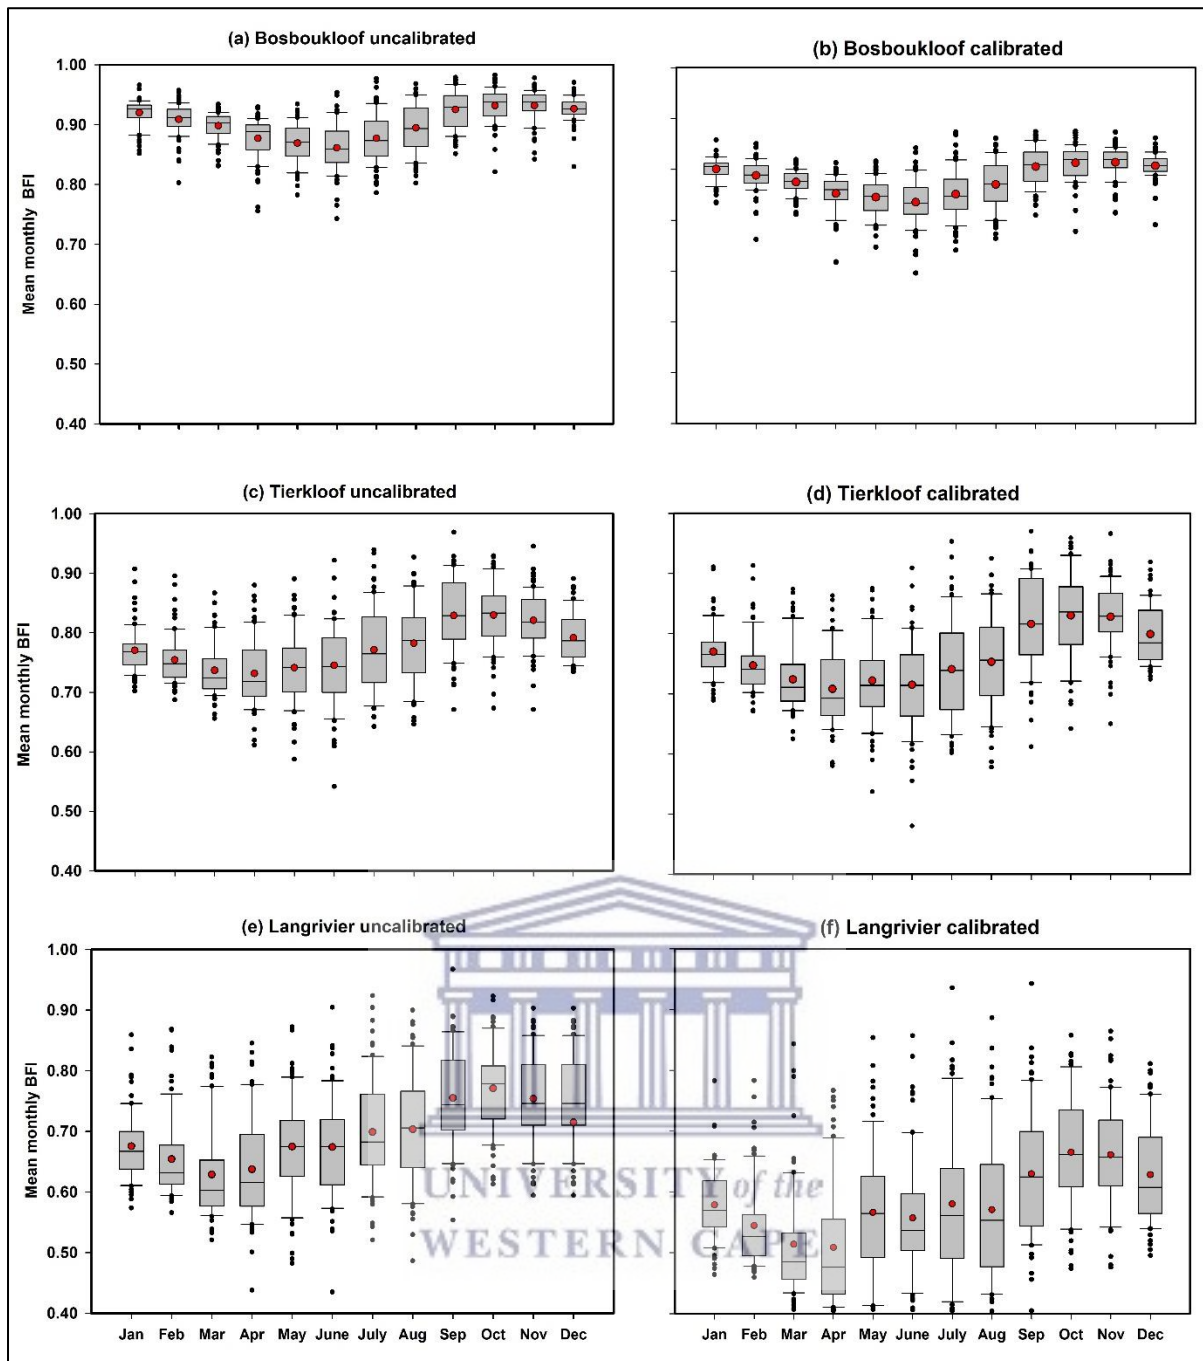 (a) Bosboukloof uncalibrated
(b) Bosboukloof calibrated
Mean monthly BFI
1.00
0.90
0.80
0.70
0.60
0.50
0.40
(c) Tierkloof uncalibrated
(d) Tierkloof calibrated
Mean monthly BFI
1.00
0.90
0.80
0.70
0.60
0.50
0.40
(e) Langrivier uncalibrated
(f) Langrivier calibrated
Mean monthly BFI
1.00
0.90
0.80
0.70
0.60
0.50
0.40
UNIVERSITY of the
WESTERN CAPE
Jan Feb Mar Apr May June July Aug Sep Oct Nov Dec
Jan Feb Mar Apr May June July Aug Sep Oct Nov Dec